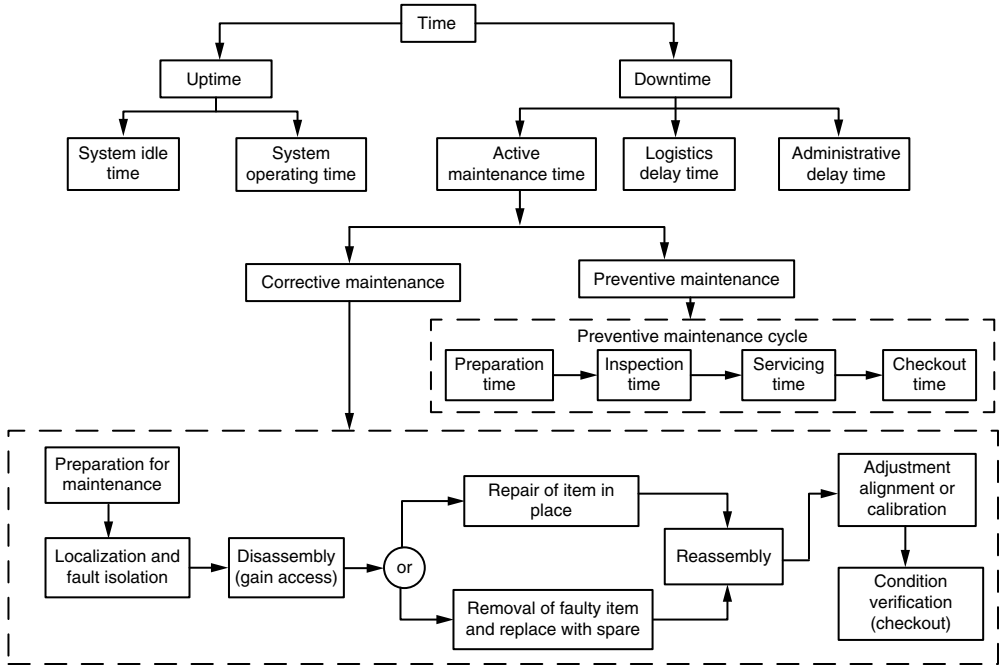 Time
Uptime
Downtime
System idle
time
System
operating time
Active
maintenance time
Logistics
delay time
Administrative
delay time
Corrective maintenance
Preventive maintenance
Preventive maintenance cycle
Preparation
time
Inspection
time
Servicing
time
Checkout
time
Preparation for
maintenance
Localization and
fault isolation
Disassembly
(gain access)
or
Repair of item in
place
Removal of faulty item
and replace with spare
Reassembly
Adjustment
alignment or
calibration
Condition
verification
(checkout)